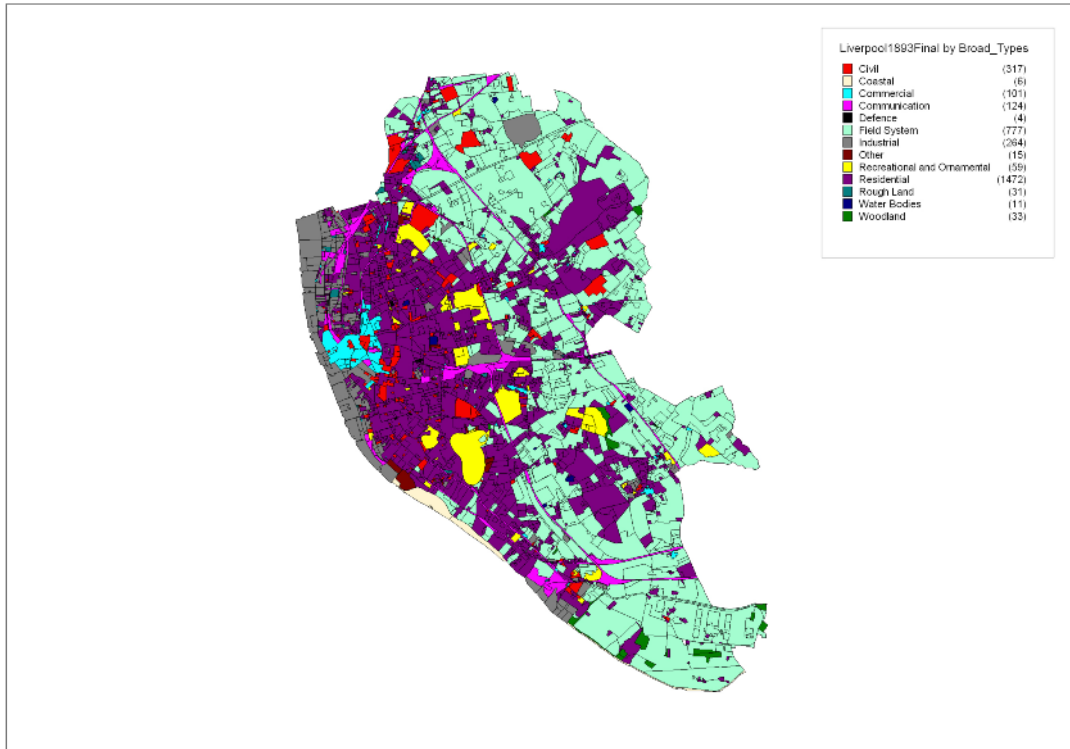 Liverpool1893Final by Broad_Types
Civil (317)
Coastal (6)
Commercial (101)
Communication (124)
Defence (4)
Field System (777)
Industrial (264)
Other (15)
Recreational and Ornamental (59)
Residential (1472)
Rough Land (31)
Water Bodies (11)
Woodland (33)